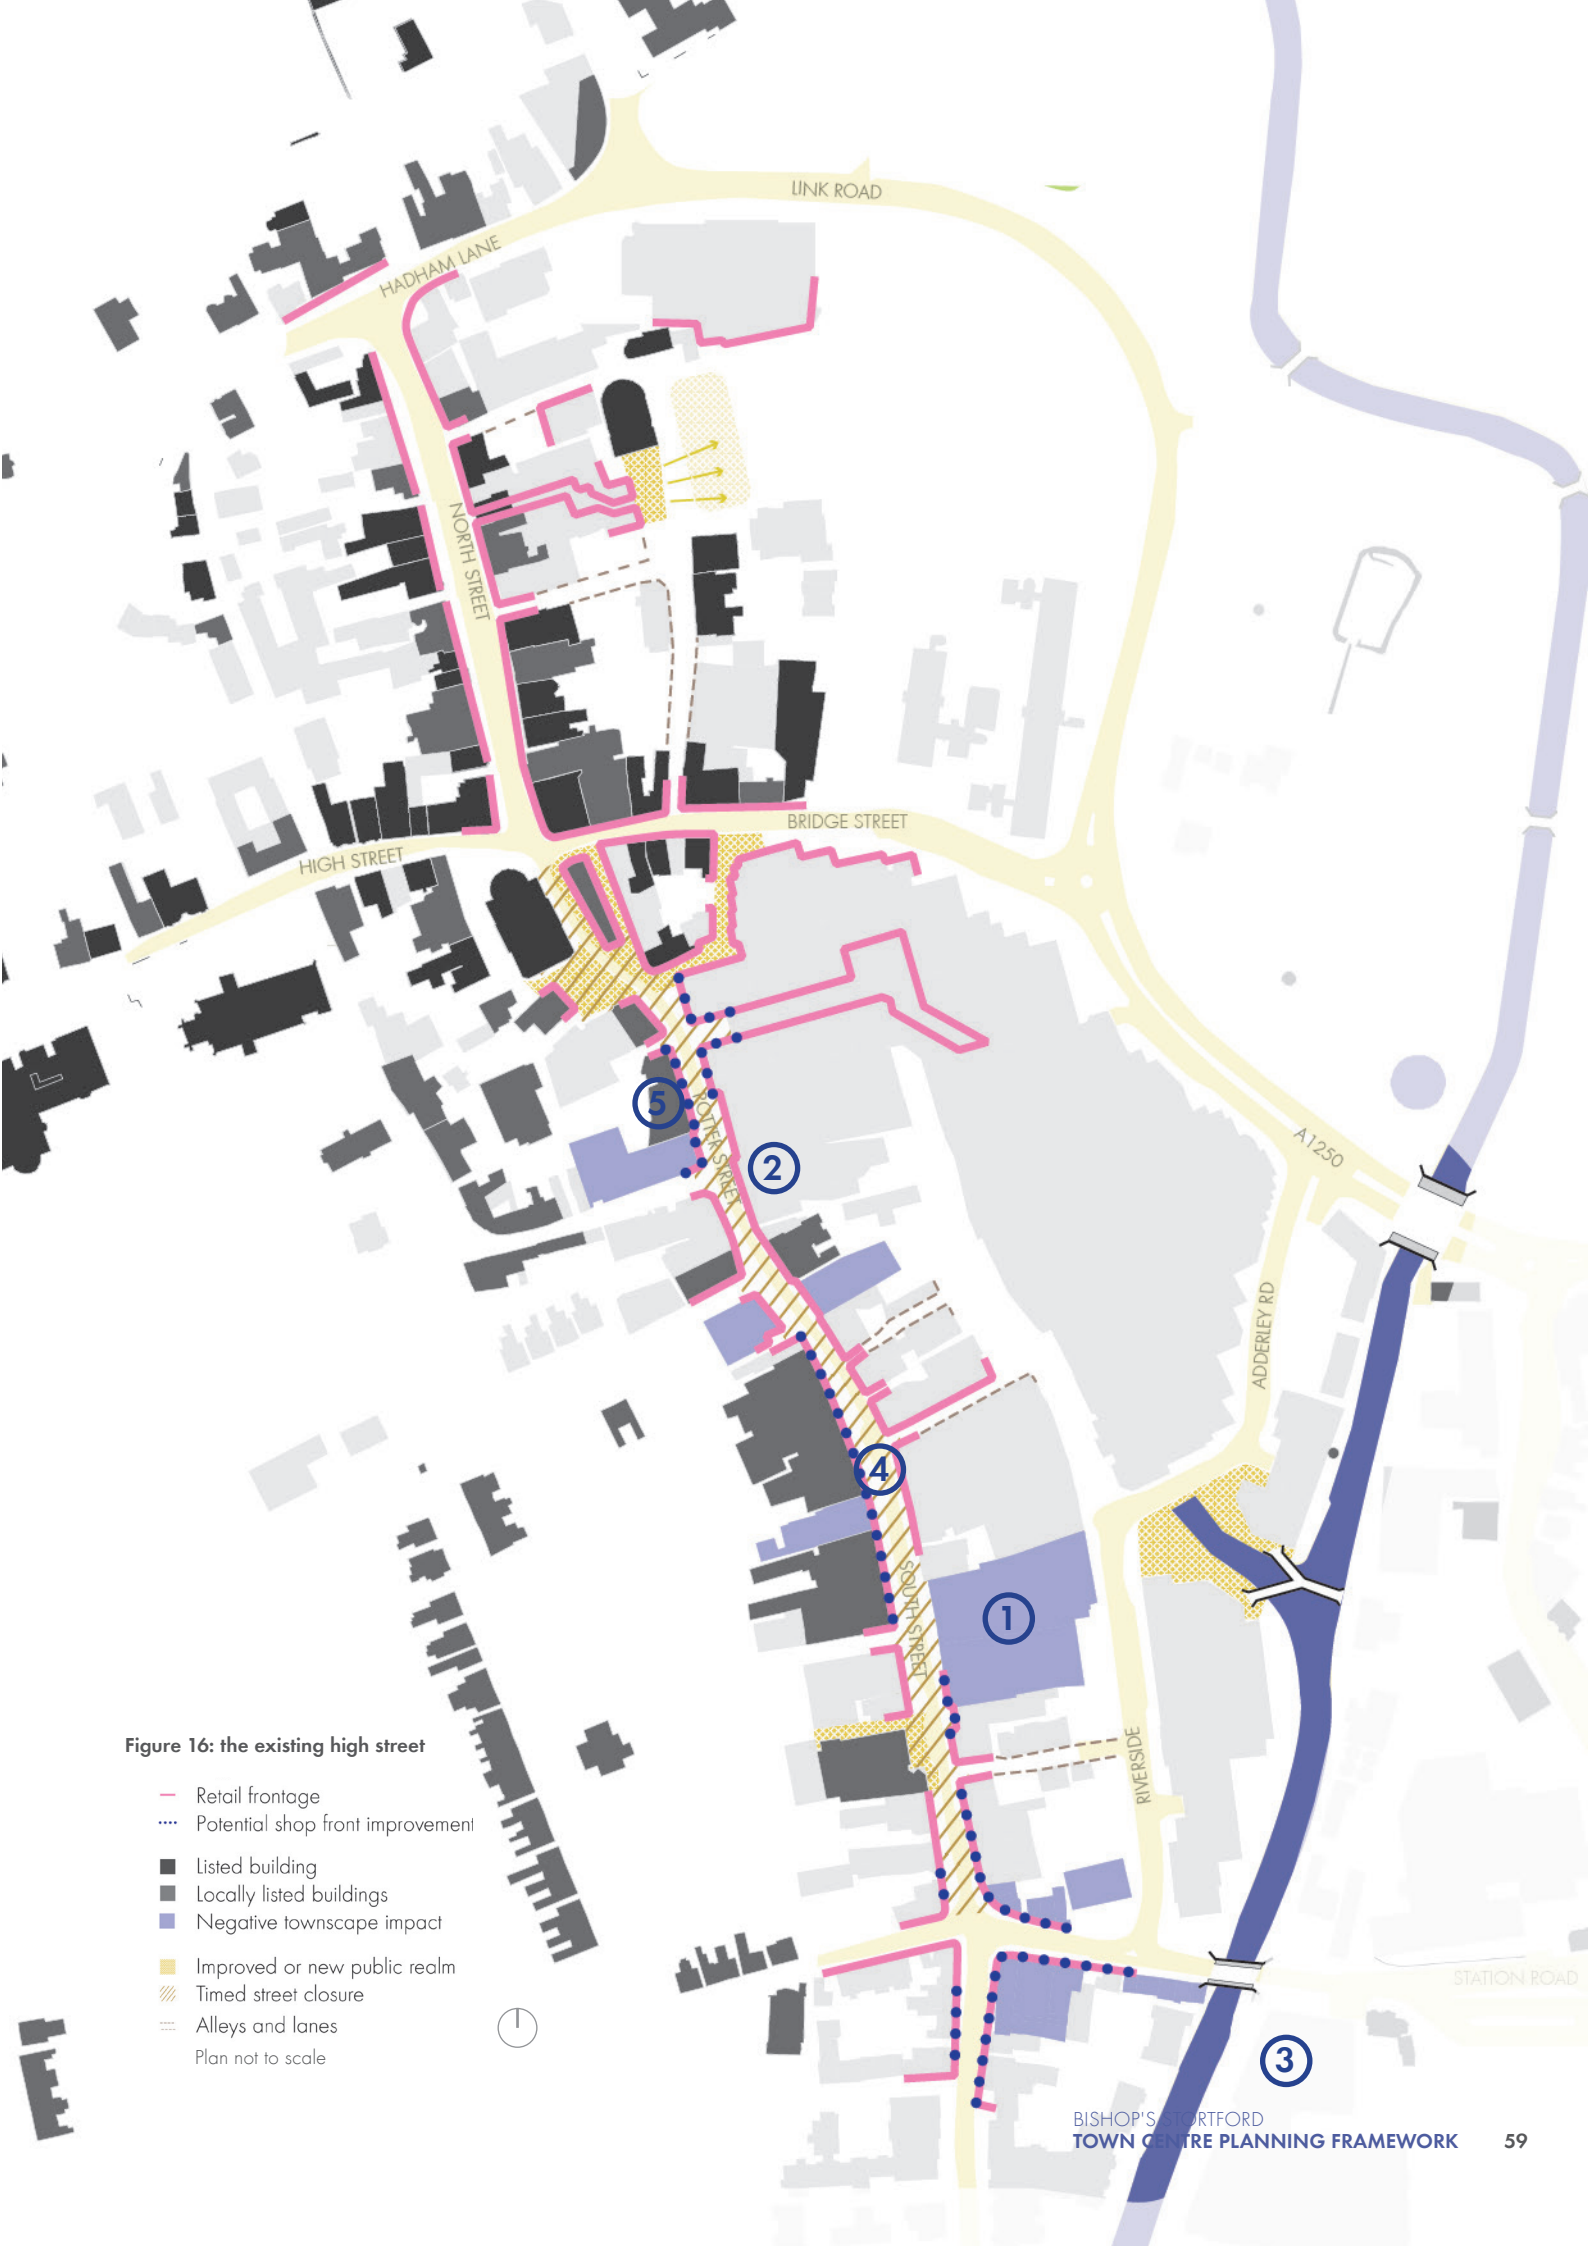 LINK ROAD
HADHAM LANE
NORTH STREET
BRIDGE STREET
HIGH STREET
5
POTTER STREET
2
A1250
ADDERLEY RD
4
SOUTH STREET
1
RIVERSIDE
Figure 16: the existing high street
Retail frontage
Potential shop front improvement
Listed building
Locally listed buildings
Negative townscape impact
Improved or new public realm
Timed street closure
Alleys and lanes
Plan not to scale
STATION ROAD
3
BISHOP'S STORTFORD
TOWN CENTRE PLANNING FRAMEWORK 59